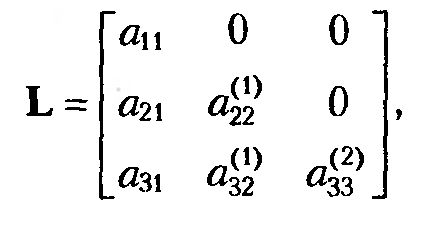 L = [ a₁₁ 0 0
a₂₁ a₂₂⁽¹⁾ 0
a₃₁ a₃₂⁽¹⁾ a₃₃⁽²⁾ ],